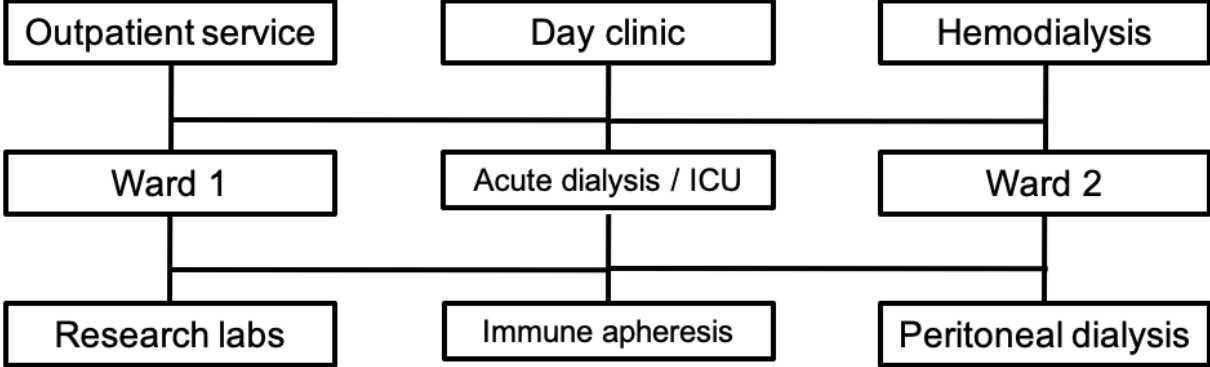 Outpatient service
Day clinic
Hemodialysis
Ward 1
Acute dialysis / ICU
Ward 2
Research labs
Immune apheresis
Peritoneal dialysis